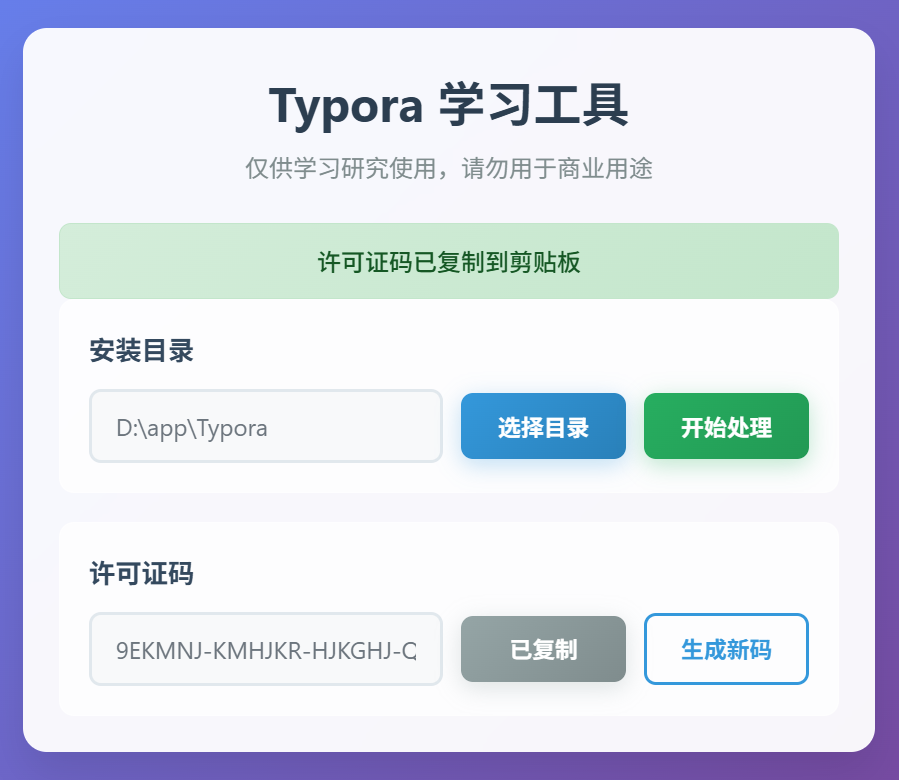 Typora 学习工具
仅供学习研究使用，请勿用于商业用途
许可证码已复制到剪贴板
安装目录
D:\app\Typora 选择目录 开始处理
许可证码
9EKMNJ-KMHJKR-HJKGHJ- 已复制 生成新码